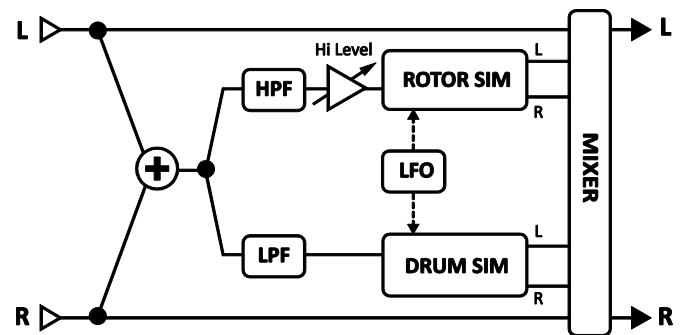 L
L
Hi Level
HPF
ROTOR SIM
L
R
+
LFO
MIXER
LPF
DRUM SIM
L
R
R
R